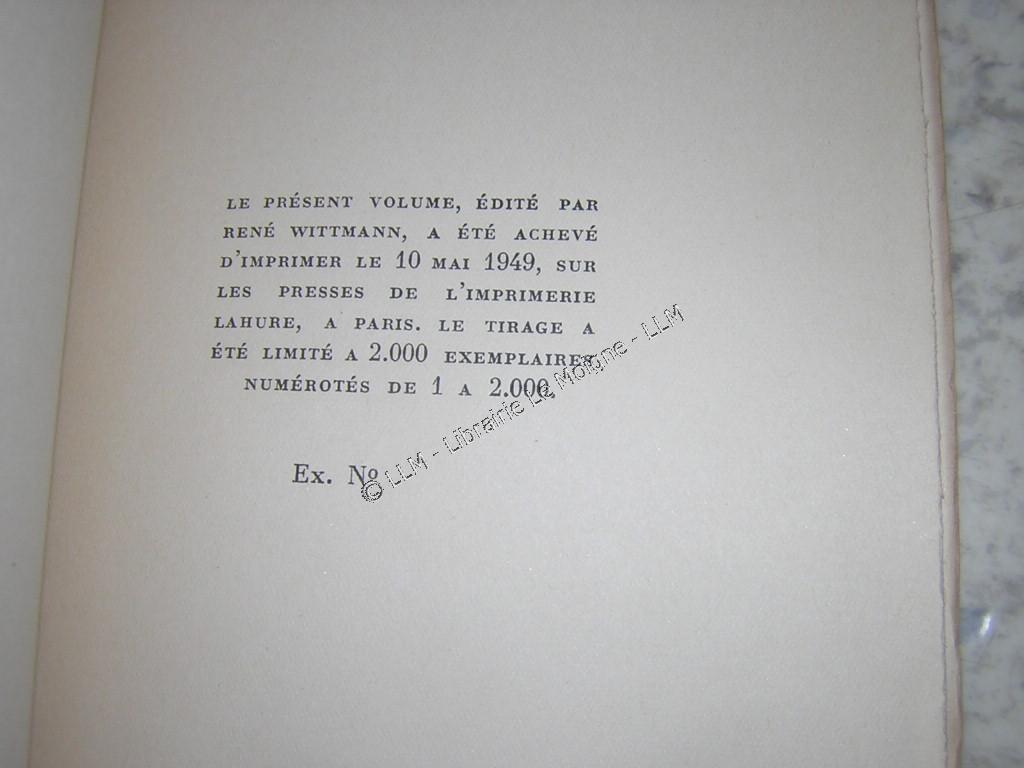 LE PRÉSENT VOLUME, ÉDITÉ PAR
RENÉ WITTMANN, A ÉTÉ ACHEVÉ
D'IMPRIMER LE 10 MAI 1949, SUR
LES PRESSES DE L'IMPRIMERIE
LAHURE, A PARIS. LE TIRAGE A
ÉTÉ LIMITÉ A 2.000 EXEMPLAIRES
NUMÉROTÉS DE 1 A 2.000.
Ex. Nº
© LLM - Librairie Le Moigne - LLM